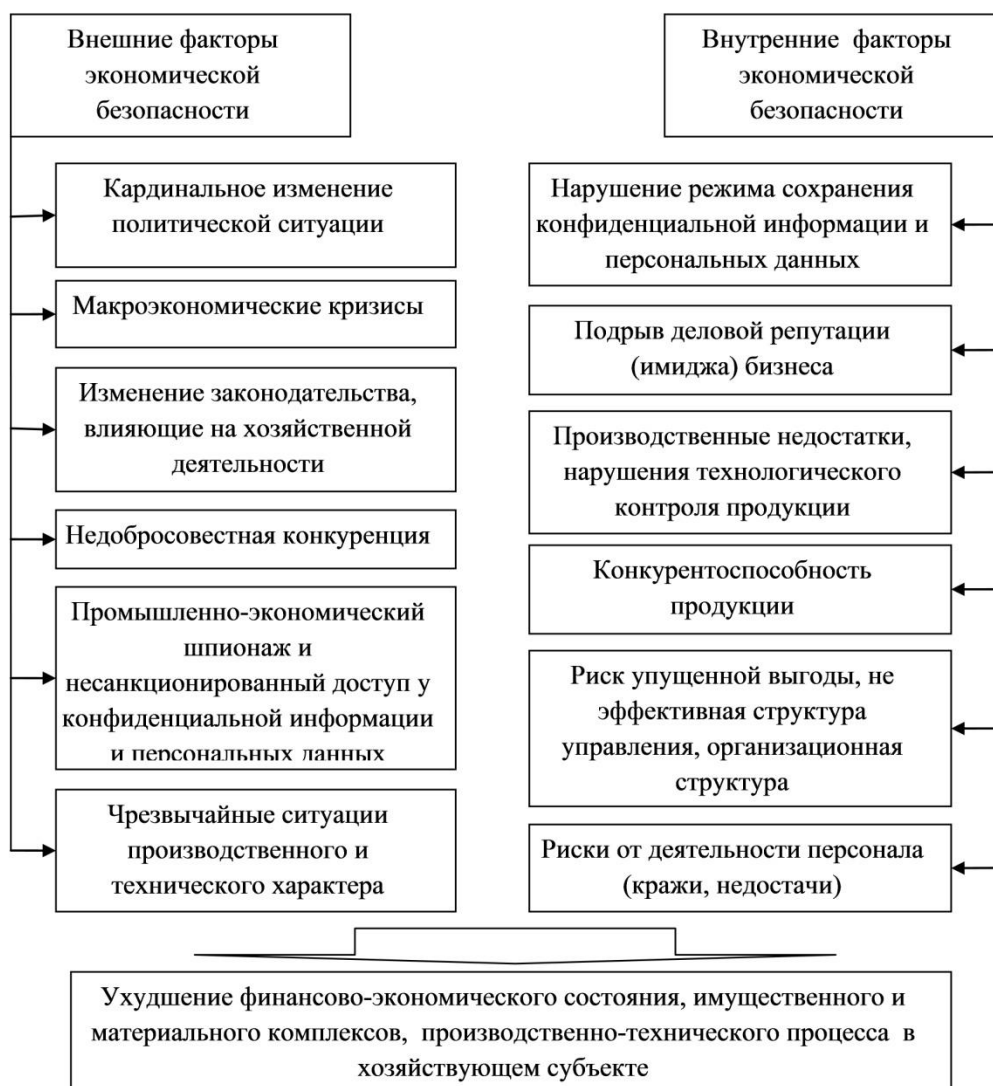 Внешние факторы
экономической
безопасности
Кардинальное изменение
политической ситуации
Макроэкономические кризисы
Изменение законодательства,
влияющие на хозяйственной
деятельности
Недобросовестная конкуренция
Промышленно-экономический
шпионаж и
несанкционированный доступ у
конфиденциальной информации
и персональных данных
Чрезвычайные ситуации
производственного и
технического характера
Внутренние факторы
экономической
безопасности
Нарушение режима сохранения
конфиденциальной информации и
персональных данных
Подрыв деловой репутации
(имиджа) бизнеса
Производственные недостатки,
нарушения технологического
контроля продукции
Конкурентоспособность
продукции
Риск упущенной выгоды, не
эффективная структура
управления, организационная
структура
Риски от деятельности персонала
(кражи, недостачи)
Ухудшение финансово-экономического состояния, имущественного и
материального комплексов, производственно-технического процесса в
хозяйствующем субъекте